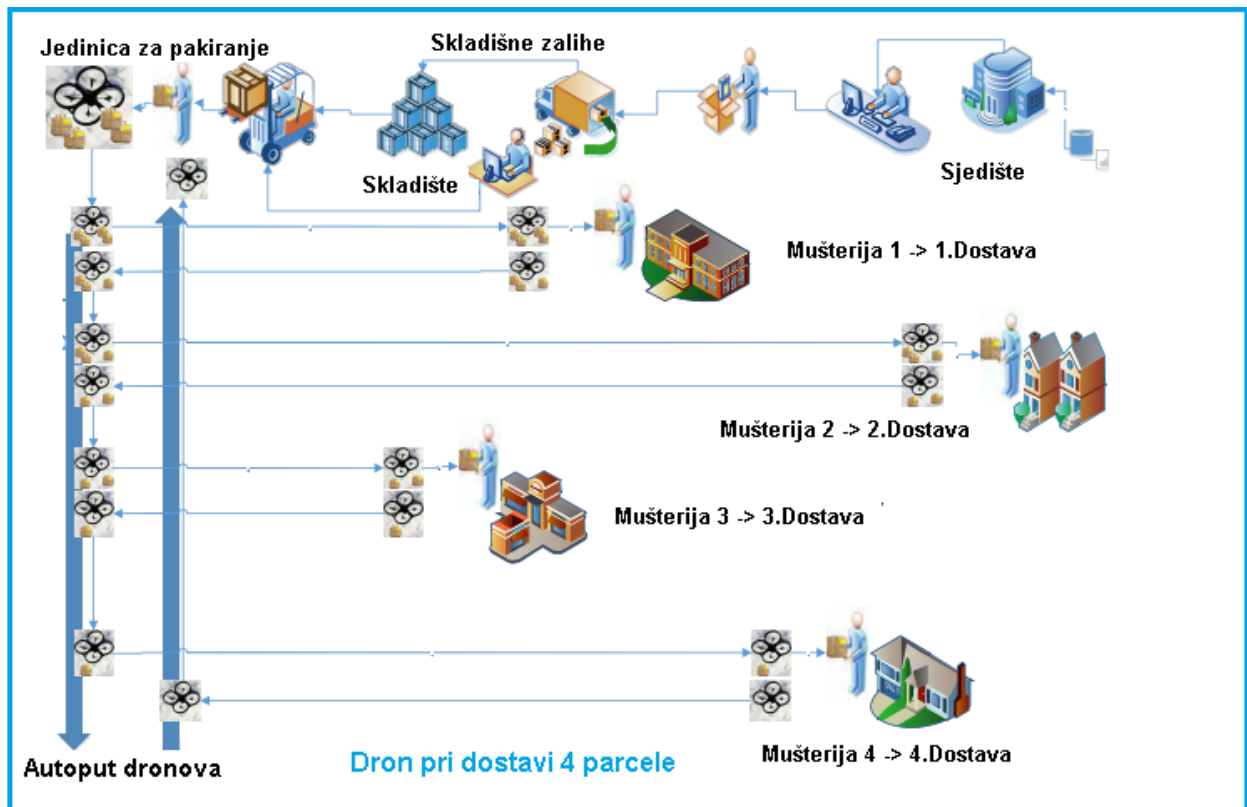 Jedinica za pakiranje
Skladišne zalihe
Skladište
Sjedište
Mušterija 1 -> 1.Dostava
Mušterija 2 -> 2.Dostava
Mušterija 3 -> 3.Dostava
Mušterija 4 -> 4.Dostava
Autoput dronova
Dron pri dostavi 4 parcele